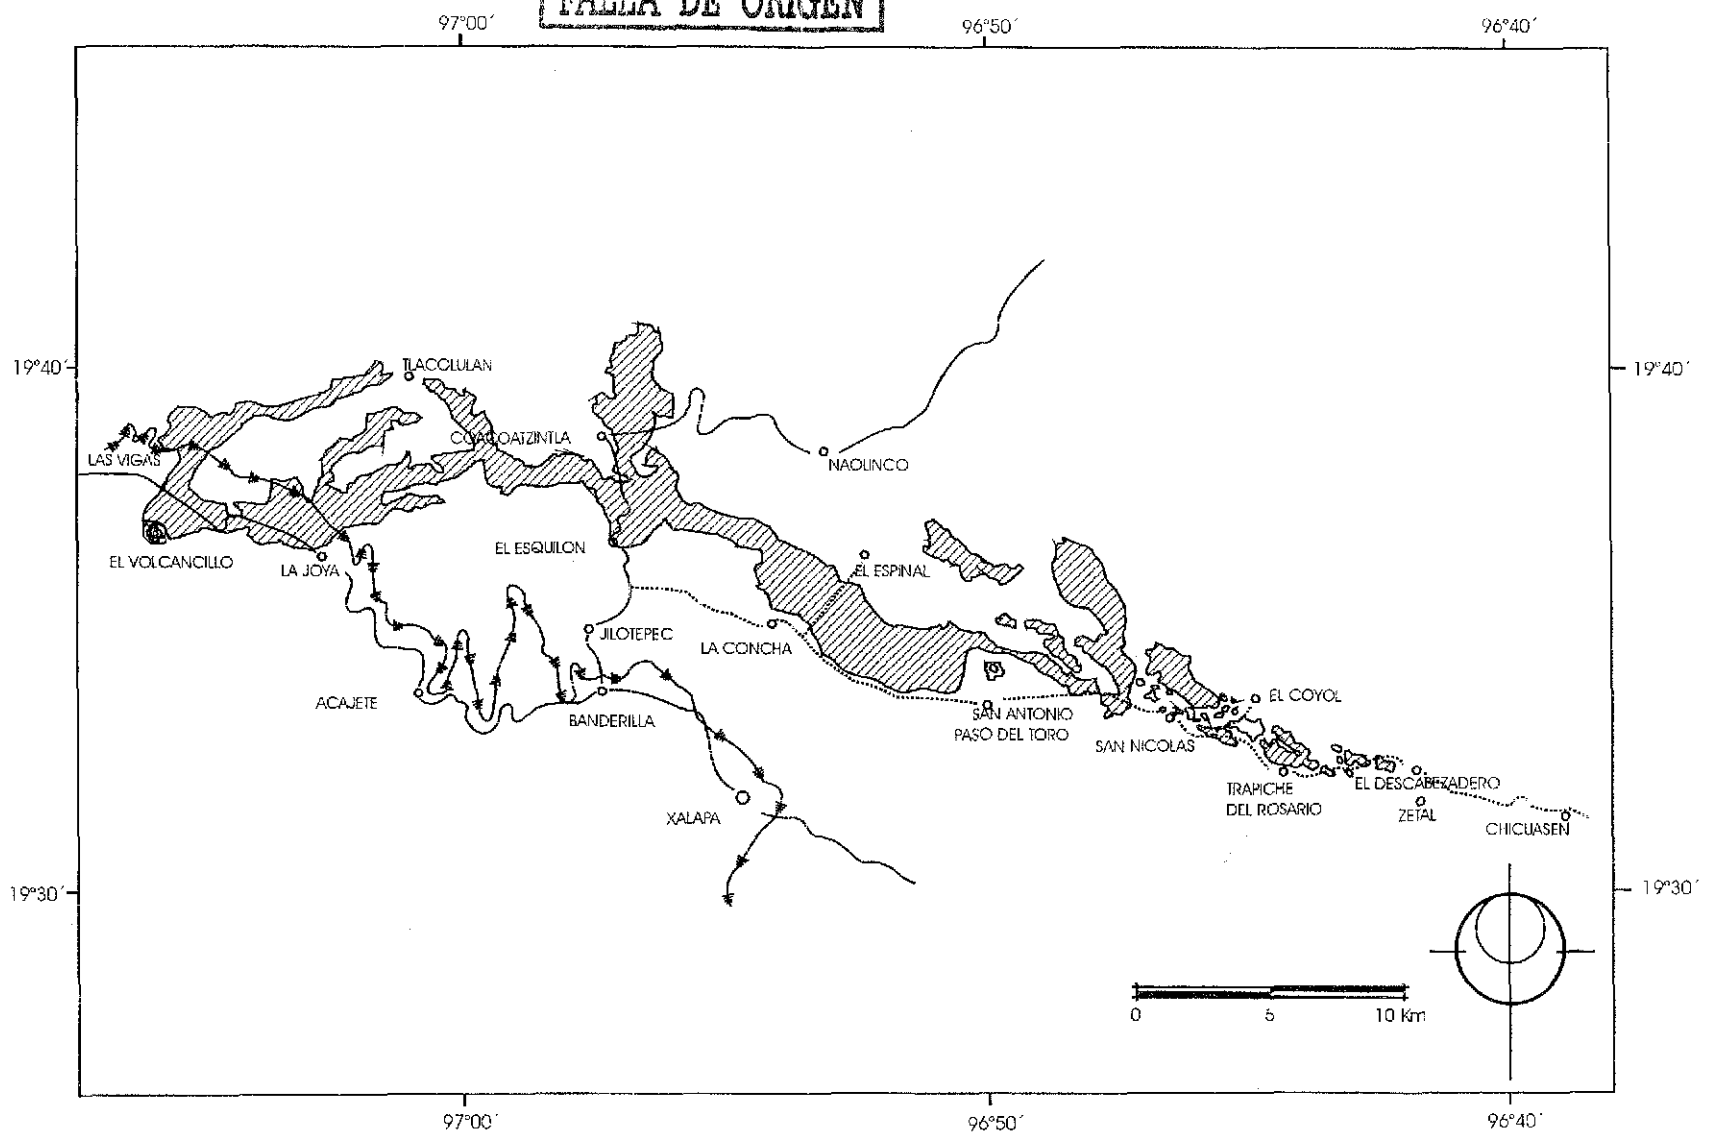 FALLA DE ORIGEN
97°00´
96°50´
96°40´
19°40´
19°40´
TLACOLULAN
COACOATZINTLA
LAS VIGAS
NAOLINCO
EL ESQUILON
EL VOLCANCILLO
LA JOYA
EL ESPINAL
JILOTEPEC
LA CONCHA
ACAJETE
BANDERILLA
SAN ANTONIO
PASO DEL TORO
EL COYOL
SAN NICOLAS
TRAPICHE
DEL ROSARIO
EL DESCABEZADERO
ZETAL
CHICUASEN
XALAPA
19°30´
19°30´
0 5 10 Km
97°00´
96°50´
96°40´